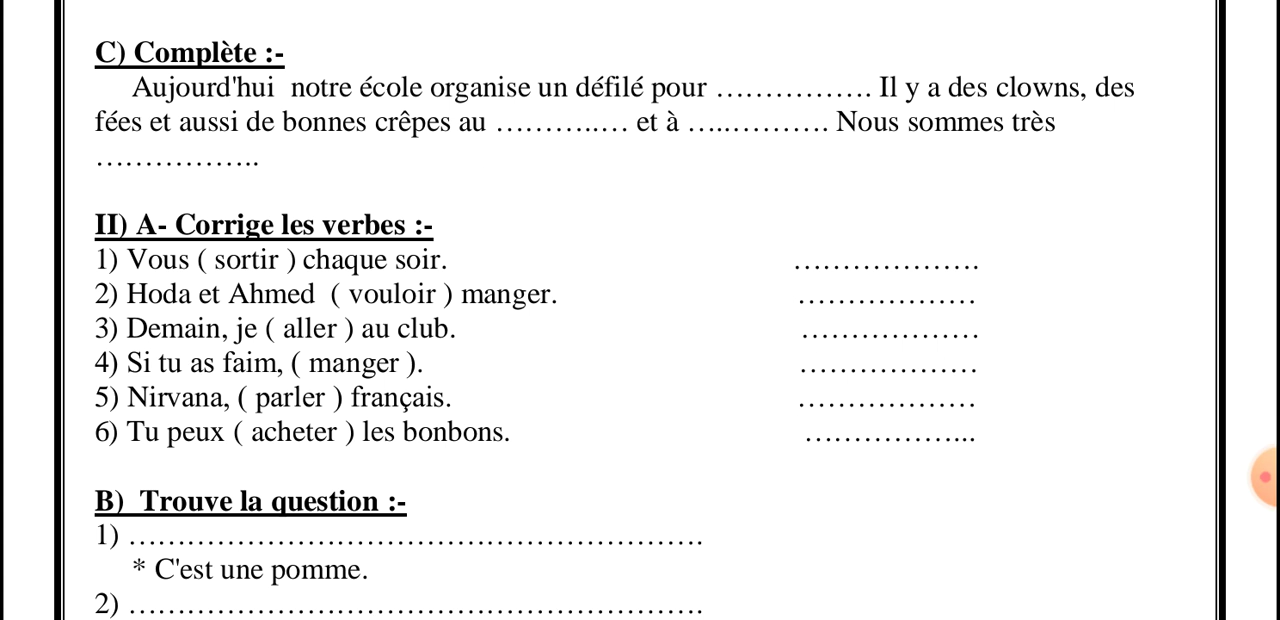 C) Complète :-
Aujourd'hui notre école organise un défilé pour ……………. Il y a des clowns, des
fées et aussi de bonnes crêpes au ………..… et à …..………. Nous sommes très
……………..
II) A- Corrige les verbes :-
1) Vous ( sortir ) chaque soir. ……………….
2) Hoda et Ahmed ( vouloir ) manger. ………………
3) Demain, je ( aller ) au club. ………………
4) Si tu as faim, ( manger ). ………………
5) Nirvana, ( parler ) français. ………………
6) Tu peux ( acheter ) les bonbons. ……………...
B) Trouve la question :-
1) ………………………………………………….
* C'est une pomme.
2) ………………………………………………….